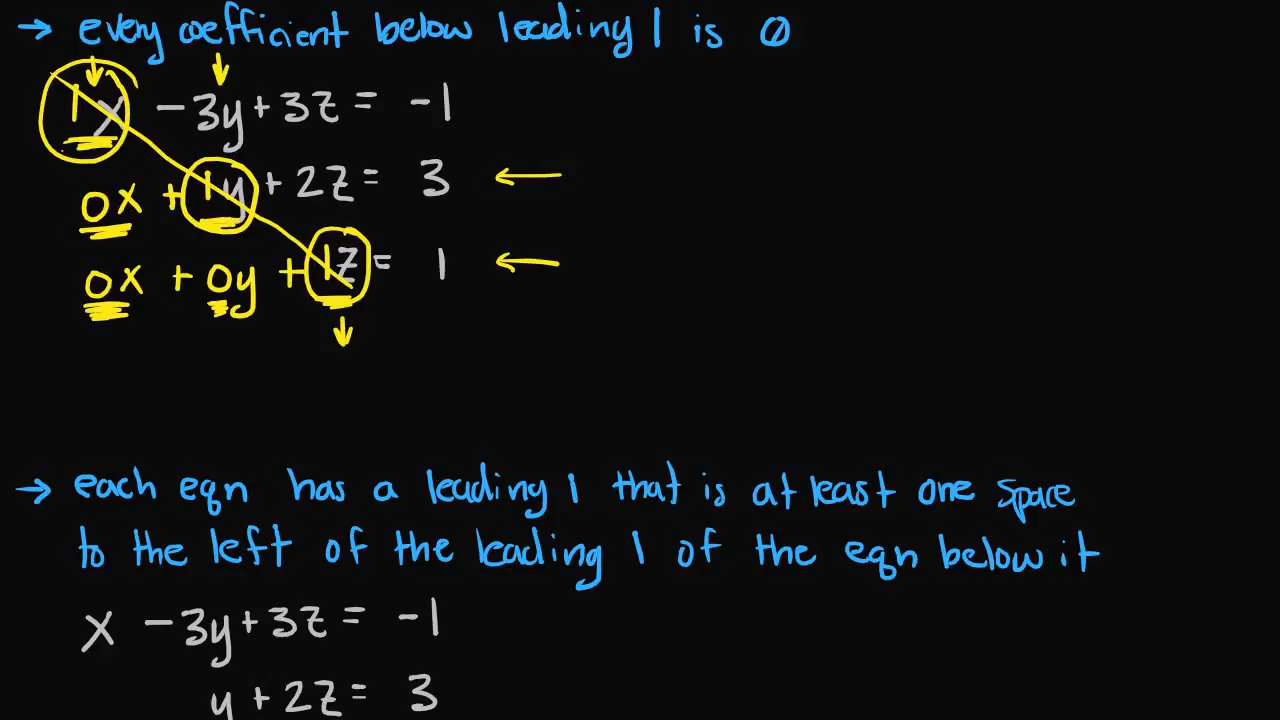 → every coefficient below leading 1 is 0
1x - 3y + 3z = -1
0x + 1y + 2z = 3 ←
0x + 0y + 1z = 1 ←
→ each eqn has a leading 1 that is at least one space
to the left of the leading 1 of the eqn below it
x - 3y + 3z = -1
y + 2z = 3